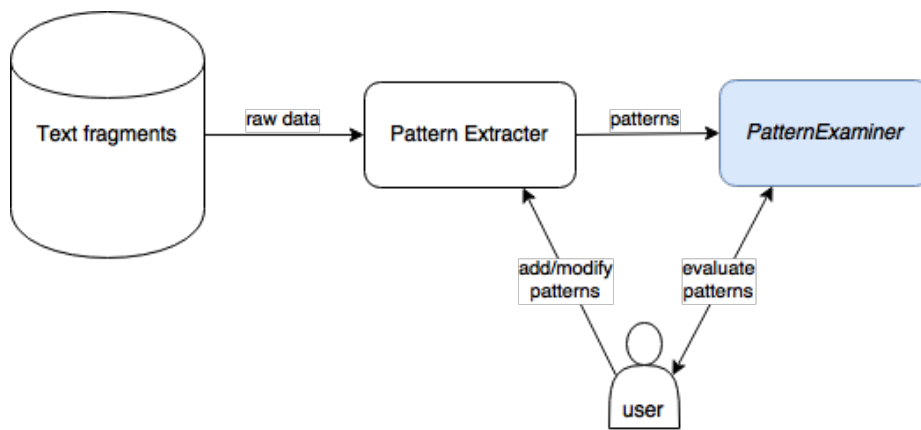 Text fragments
raw data
Pattern Extracter
patterns
PatternExaminer
add/modify
patterns
evaluate
patterns
user